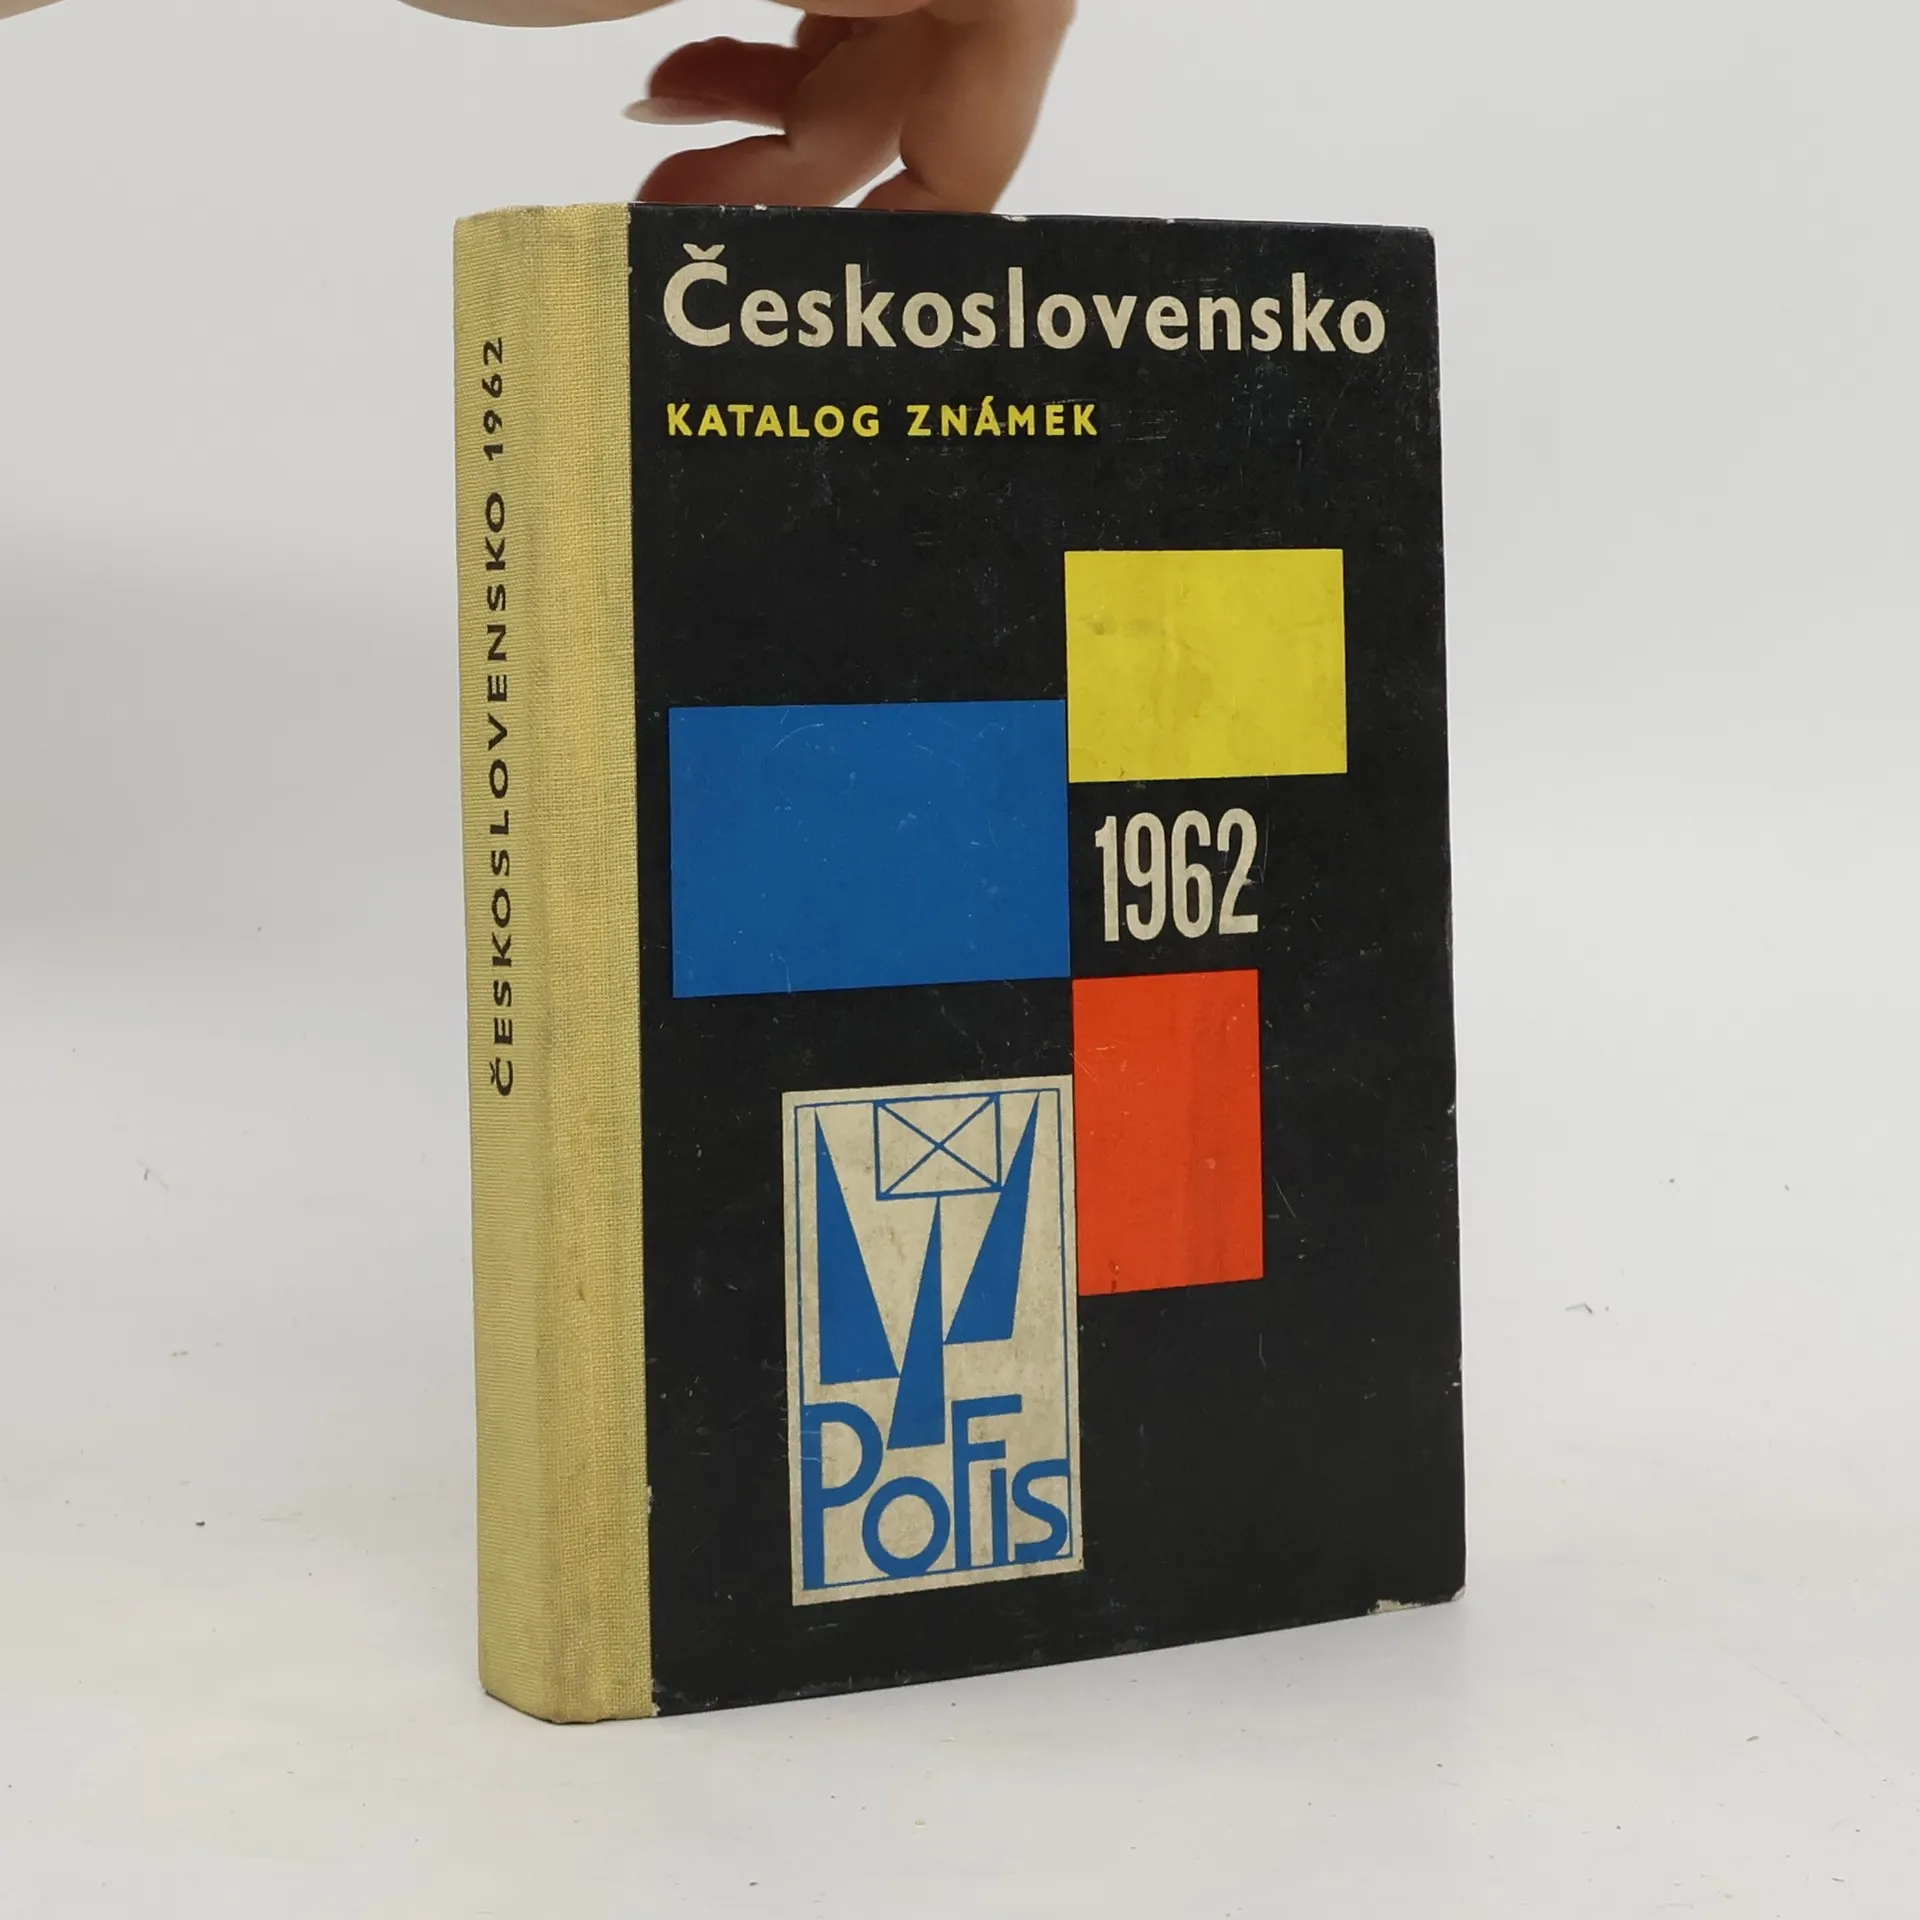 ČESKOSLOVENSKO 1962
Československo
KATALOG ZNÁMEK
1962
PoFis